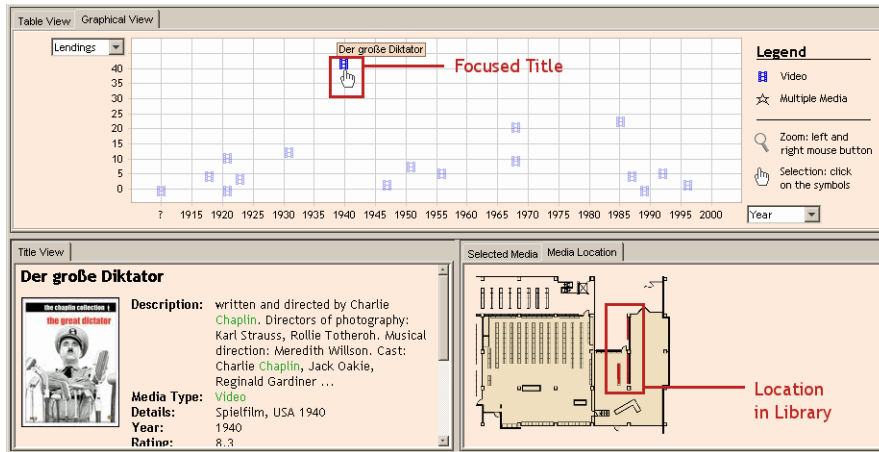 Table View Graphical View
Lendings
Der große Diktator
Focused Title
40
35
30
25
20
15
10
5
0
? 1915 1920 1925 1930 1935 1940 1945 1950 1955 1960 1965 1970 1975 1980 1985 1990 1995 2000
Legend
Video
Multiple Media
Zoom: left and
right mouse button
Selection: click
on the symbols
Year
Title View
Der große Diktator
the chaplin collection
the great dictator
Description: written and directed by Charlie
Chaplin. Directors of photography:
Karl Strauss, Rollie Totheroh. Musical
direction: Meredith Willson. Cast:
Charlie Chaplin, Jack Oakie,
Reginald Gardiner ...
Media Type: Video
Details: Spielfilm, USA 1940
Year: 1940
Rating: 8.3
Selected Media Media Location
Location
in Library